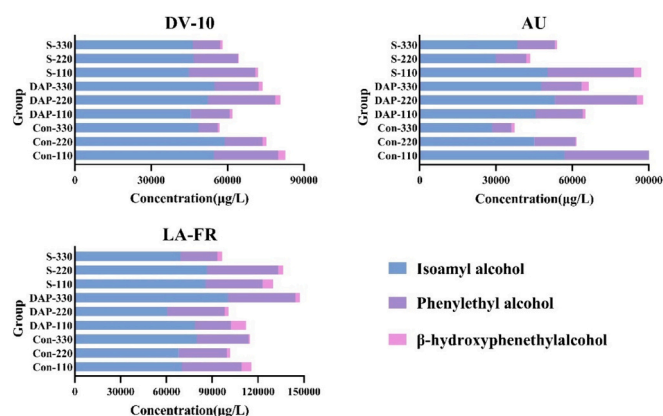 DV-10
Group
S-330
S-220
S-110
DAP-330
DAP-220
DAP-110
Con-330
Con-220
Con-110
0 30000 60000 90000
Concentration(μg/L)
AU
Group
S-330
S-220
S-110
DAP-330
DAP-220
DAP-110
Con-330
Con-220
Con-110
0 30000 60000 90000
Concentration(μg/L)
LA-FR
Group
S-330
S-220
S-110
DAP-330
DAP-220
DAP-110
Con-330
Con-220
Con-110
0 30000 60000 90000 120000 150000
Concentration(μg/L)
Isoamyl alcohol
Phenylethyl alcohol
β-hydroxyphenethylalcohol